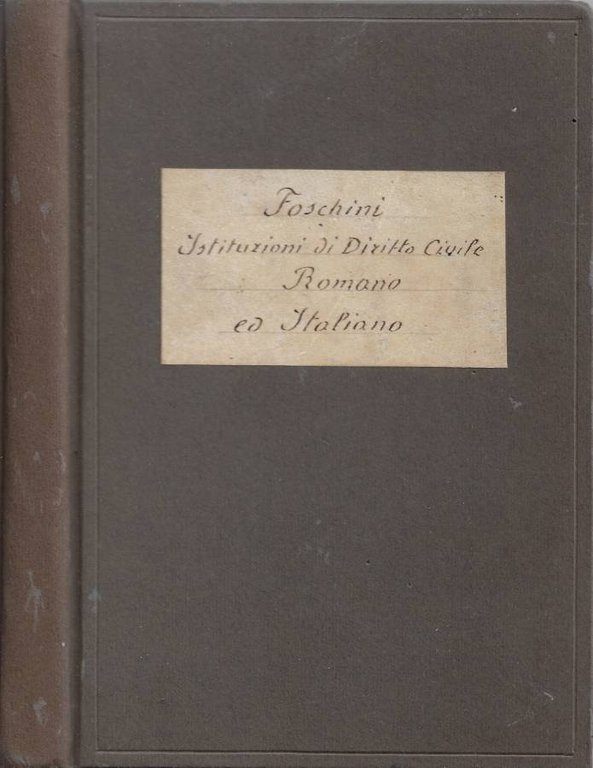 Foschini
Istituzioni di Diritto Civile
Romano
ed Italiano